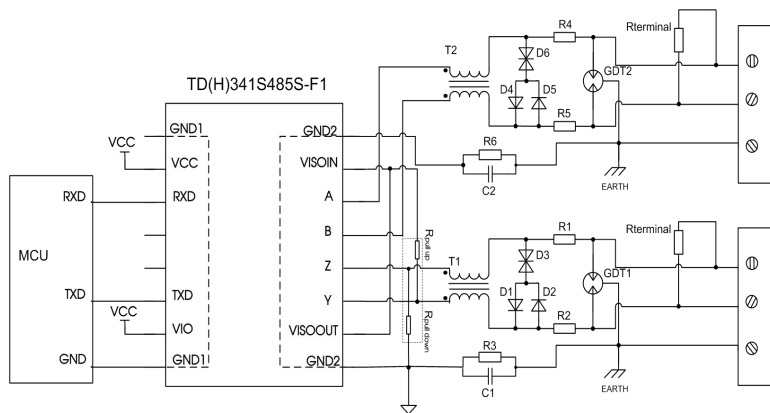 T2
R4
Rterminal
D6
GDT2
D4
D5
R5
TD(H)341S485S-F1
GND1
GND2
R6
VCC
VCC
VISOIN
C2
EARTH
RXD
RXD
A
MCU
B
Rpull up
R1
Rterminal
Z
T1
D3
GDT1
TXD
TXD
Y
D1
D2
VCC
VIO
VISOOUT
Rpull down
R2
GND
GND1
GND2
R3
C1
EARTH